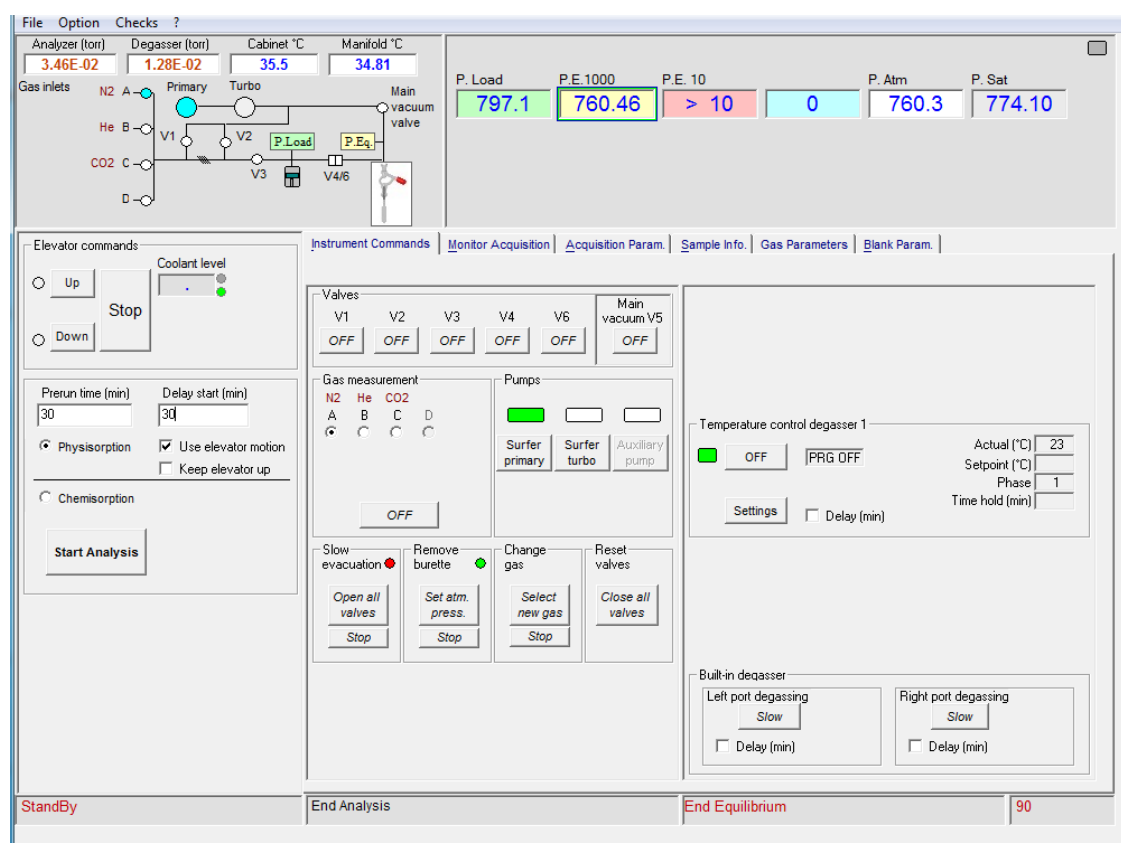 File Option Checks ?
Analyzer (torr) Degasser (torr) Cabinet °C Manifold °C
3.46E-02 1.28E-02 35.5 34.81
Gas inlets
N2 A
Primary Turbo
Main vacuum valve
He B
V1 V2 P.Load P.Eq.
CO2 C
V3 V4/6
D
P. Load P.E.1000 P.E. 10 P. Atm P. Sat
797.1 760.46 > 10 0 760.3 774.10
Elevator commands
Coolant level
Up
.
Stop
Down
Prerun time (min) Delay start (min)
30 30
Physisorption Use elevator motion
Keep elevator up
Chemisorption
Start Analysis
Instrument Commands Monitor Acquisition Acquisition Param. Sample Info. Gas Parameters Blank Param.
Valves
V1 V2 V3 V4 V6 Main vacuum V5
OFF OFF OFF OFF OFF OFF
Gas measurement
N2 He CO2
A B C D
OFF
Pumps
Surfer primary
Surfer turbo
Auxiliary pump
Slow evacuation
Open all valves
Stop
Remove burette
Set atm. press.
Stop
Change gas
Select new gas
Stop
Reset valves
Close all valves
Temperature control degasser 1
OFF PRG OFF
Actual (°C) 23
Setpoint (°C)
Phase 1
Time hold (min)
Settings Delay (min)
Built-in degasser
Left port degassing
Slow
Delay (min)
Right port degassing
Slow
Delay (min)
StandBy End Analysis End Equilibrium 90